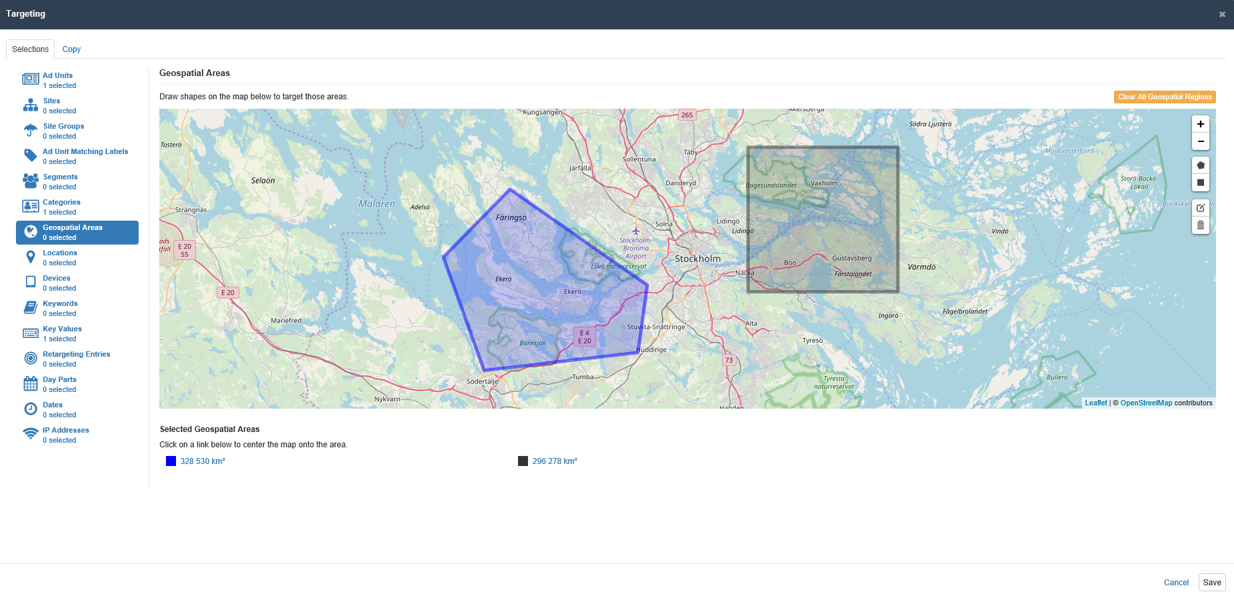 Targeting
Selections
Copy
Ad Units
1 selected
Sites
0 selected
Site Groups
0 selected
Ad Unit Matching Labels
0 selected
Segments
0 selected
Categories
1 selected
Geospatial Areas
0 selected
Locations
0 selected
Devices
0 selected
Keywords
0 selected
Key Values
1 selected
Retargeting Entries
0 selected
Day Parts
0 selected
Dates
0 selected
IP Addresses
0 selected
Geospatial Areas
Draw shapes on the map below to target those areas.
Clear All Geospatial Regions
Kungsängen
265
Åkersberga
Södra Ljusterö
Tosterö
Sollentuna
Täby
Järfälla
Danderyd
Bogesundslandet
Vaxholm
Selaön
Mälaren
Adelsö
Strängnäs
Färingsö
Solna
Lidingö
Lidingö
Stockholm-
Bromma
Airport
Vindö
E 20
55
Lovö naturreservat
Stockholm
Boo
Gustavsberg
Värmdö
Nacka
Farstalandet
Ekerö
Ekerö
E 20
Mariefred
Ingarö
Fågelbrolandet
Stuvsta-Snättringe
Älta
E 4
E 20
Bornsjön
Huddinge
Tyresö
73
Södertälje
Tumba
Tyresta
naturreservat
Bullerö
Nykvarn
Handen
Storö-Bockö-
Lökaö
+
−
Leaflet | © OpenStreetMap contributors
Selected Geospatial Areas
Click on a link below to center the map onto the area.
328 530 km²
296 278 km²
Cancel
Save